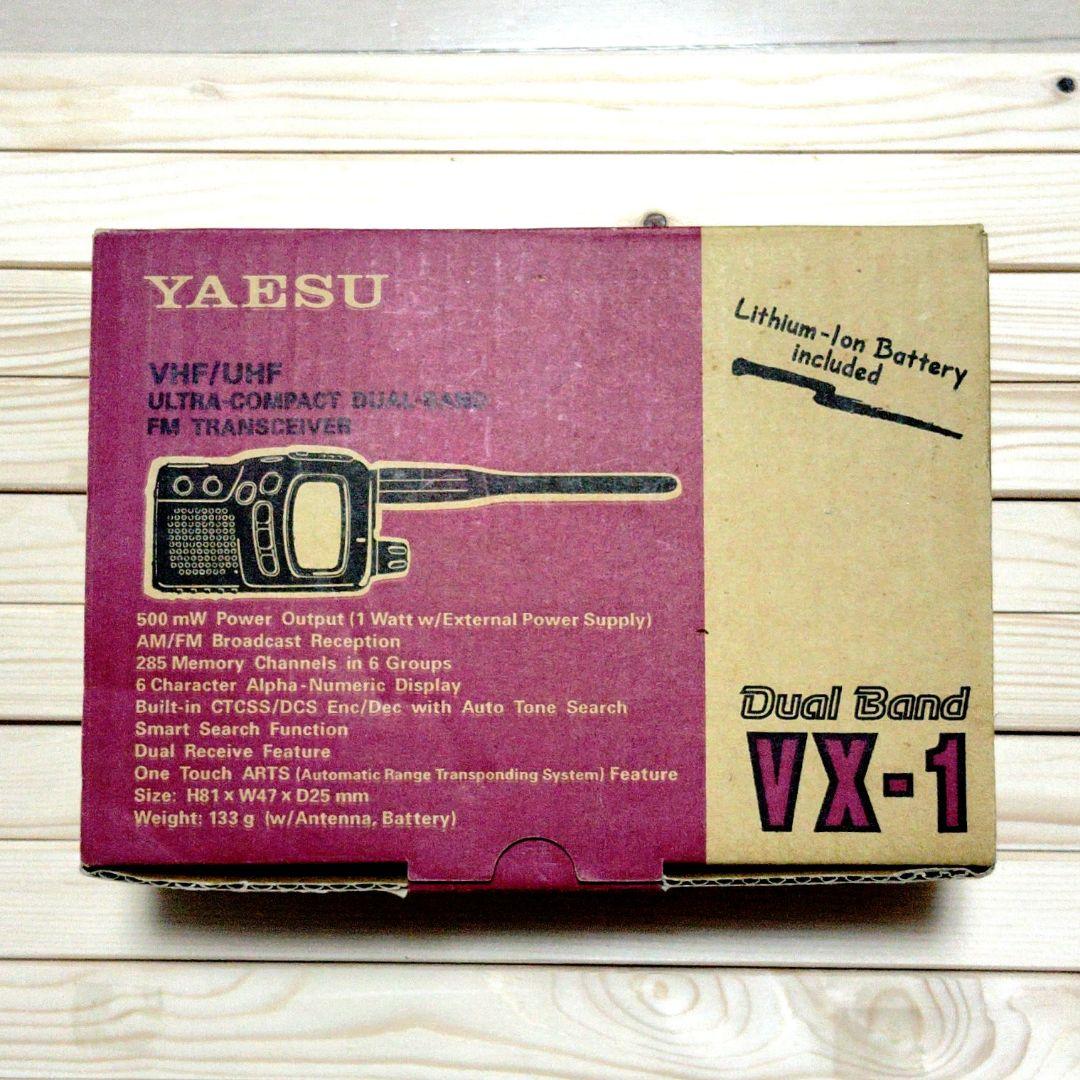 YAESU
VHF/UHF
ULTRA-COMPACT DUAL-BAND
FM TRANSCEIVER
500 mW Power Output (1 Watt w/External Power Supply)
AM/FM Broadcast Reception
285 Memory Channels in 6 Groups
6 Character Alpha-Numeric Display
Built-in CTCSS/DCS Enc/Dec with Auto Tone Search
Smart Search Function
Dual Receive Feature
One Touch ARTS (Automatic Range Transponding System) Feature
Size: H81 × W47 × D25 mm
Weight: 133 g (w/Antenna, Battery)
Lithium-Ion Battery
included
Dual Band
VX-1